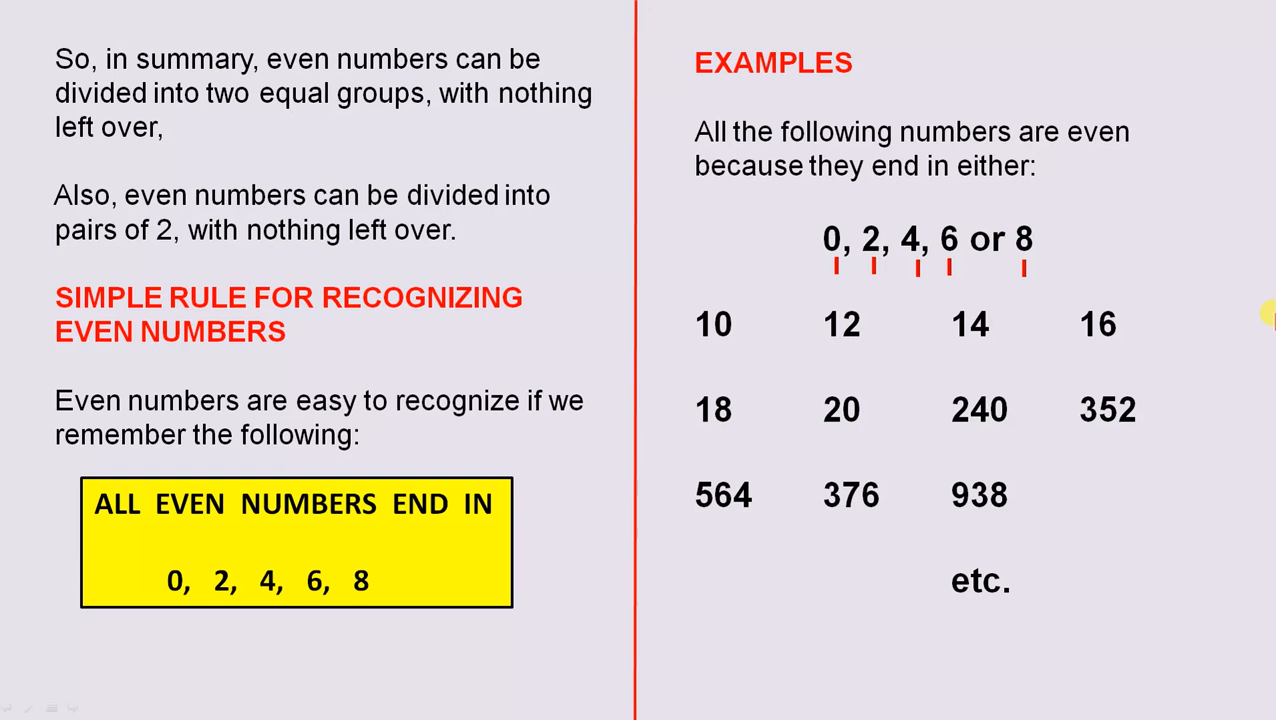 So, in summary, even numbers can be
divided into two equal groups, with nothing
left over,
Also, even numbers can be divided into
pairs of 2, with nothing left over.
SIMPLE RULE FOR RECOGNIZING
EVEN NUMBERS
Even numbers are easy to recognize if we
remember the following:
ALL EVEN NUMBERS END IN
0, 2, 4, 6, 8
EXAMPLES
All the following numbers are even
because they end in either:
0, 2, 4, 6 or 8
10 12 14 16
18 20 240 352
564 376 938
etc.